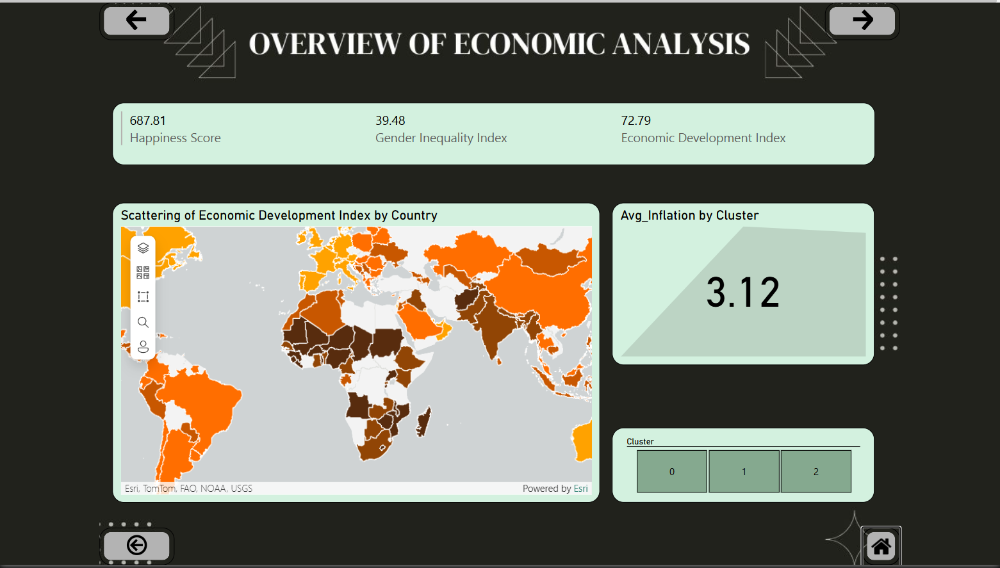 OVERVIEW OF ECONOMIC ANALYSIS
687.81
Happiness Score
39.48
Gender Inequality Index
72.79
Economic Development Index
Scattering of Economic Development Index by Country
Esri, TomTom, FAO, NOAA, USGS
Powered by Esri
Avg_Inflation by Cluster
3.12
Cluster
0
1
2